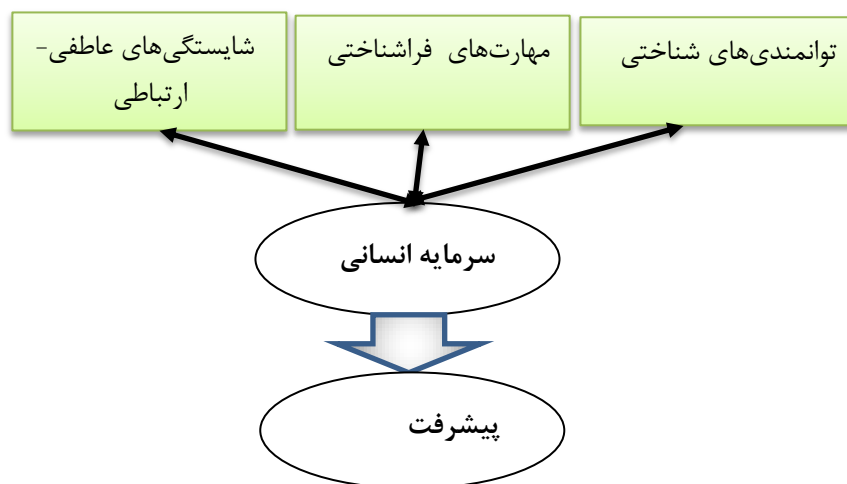 توانمندی‌های شناختی
مهارت‌های فراشناختی
شایستگی‌های عاطفی-
ارتباطی
سرمایه انسانی
پیشرفت